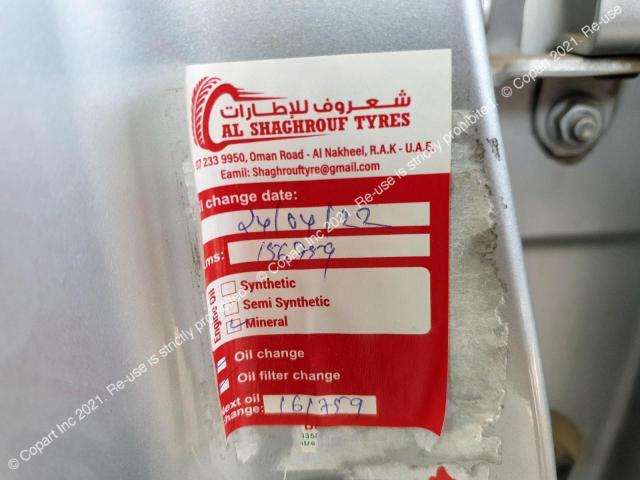 شعروف للإطارات
AL SHAGHROUF TYRES
233 9950, Oman Road - Al Nakheel, R.A.K - U.A.E.
Eamil: Shaghrouftyre@gmail.com
change date:
24/04/22
ms:
156759
Engine Oil
Synthetic
Semi Synthetic
Mineral
Oil change
Oil filter change
Next oil
change: 161759
© Copart Inc 2021. Re-use is strictly prohibited.